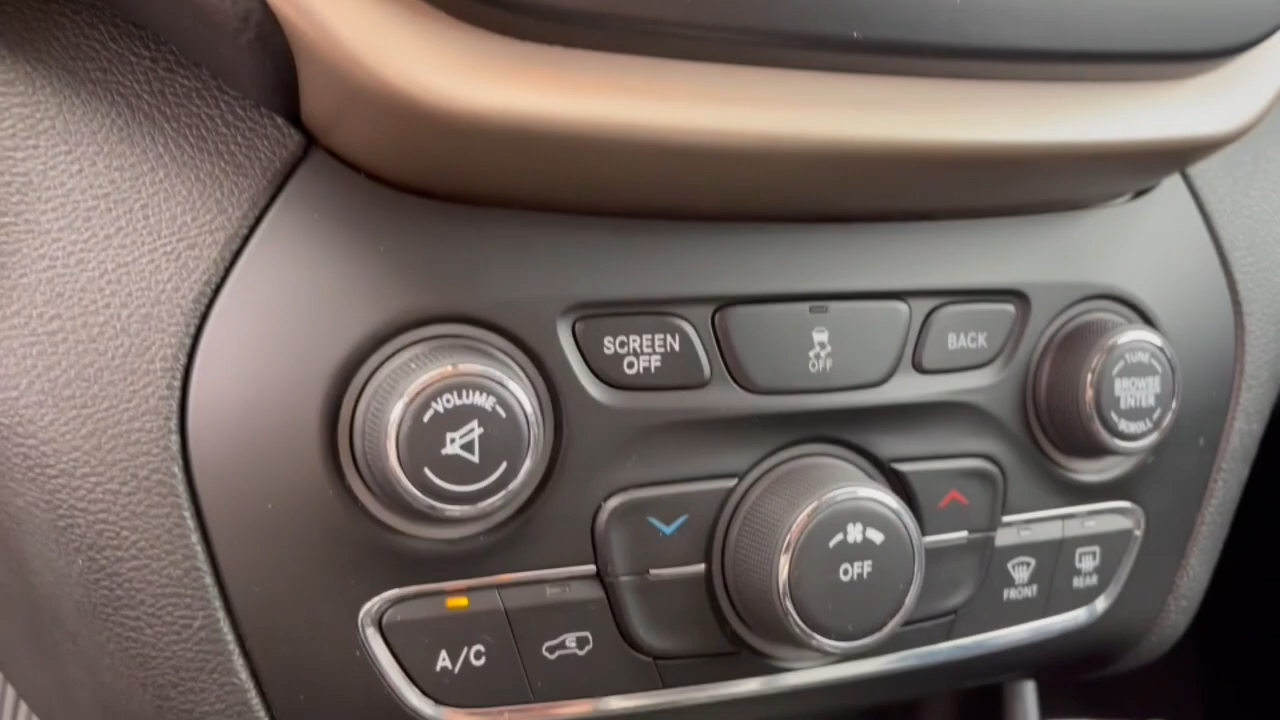 SCREEN
OFF
OFF
BACK
VOLUME
TUNE
BROWSE
ENTER
SCROLL
OFF
A/C
FRONT
REAR